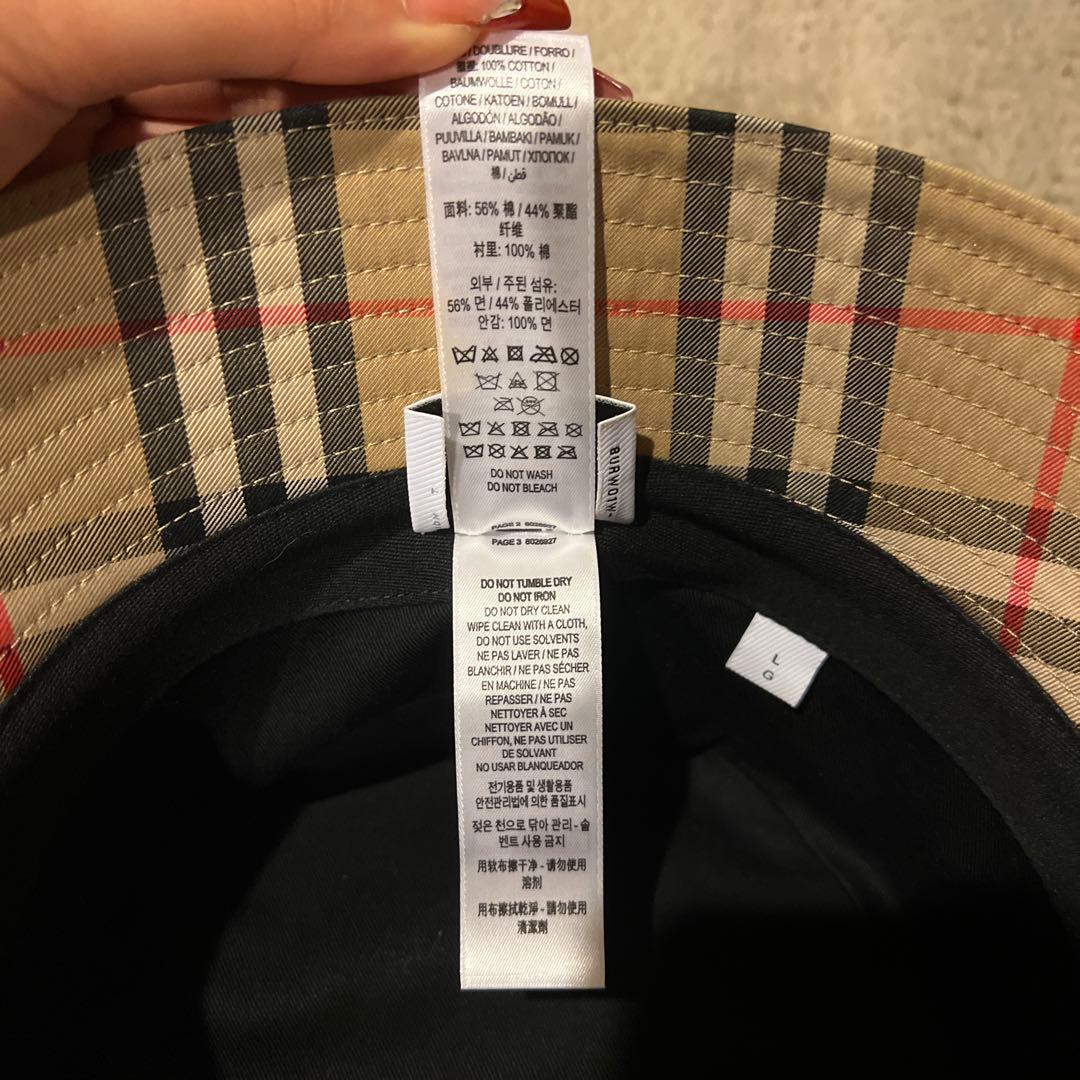 / DOUBLURE / FORRO /
100% COTTON /
BAUMWOLLE / COTON /
COTONE / KATOEN / BOMULL /
ALGODÓN / ALGODÃO /
PUUVILLA / BAMBAKI / PAMUK /
BAVLNA / PAMUT / ХЛОПОК /
棉 / قطن
面料: 56% 棉 / 44% 聚酯
纤维
衬里: 100% 棉
외부 / 주된 섬유:
56% 면 / 44% 폴리에스터
안감: 100% 면
DO NOT WASH
DO NOT BLEACH
PAGE 2 8026927
PAGE 3 8026927
DO NOT TUMBLE DRY
DO NOT IRON
DO NOT DRY CLEAN
WIPE CLEAN WITH A CLOTH,
DO NOT USE SOLVENTS
NE PAS LAVER / NE PAS
BLANCHIR / NE PAS SÉCHER
EN MACHINE / NE PAS
REPASSER / NE PAS
NETTOYER À SEC
NETTOYER AVEC UN
CHIFFON, NE PAS UTILISER
DE SOLVANT
NO USAR BLANQUEADOR
전기용품 및 생활용품
안전관리법에 의한 품질표시
젖은 천으로 닦아 관리 - 솔
벤트 사용 금지
用软布擦干净 - 请勿使用
溶剂
用布擦拭乾淨 - 請勿使用
清潔劑
L
G